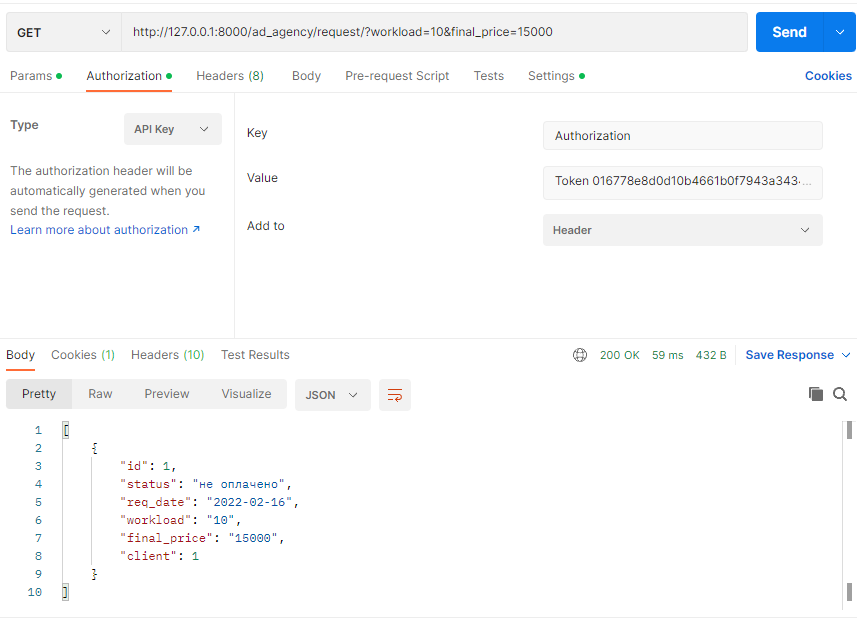 GET http://127.0.0.1:8000/ad_agency/request/?workload=10&final_price=15000 Send
Params Authorization Headers (8) Body Pre-request Script Tests Settings Cookies
Type API Key
The authorization header will be
automatically generated when you
send the request.
Learn more about authorization ↗
Key Authorization
Value Token 016778e8d0d10b4661b0f7943a343...
Add to Header
Body Cookies (1) Headers (10) Test Results 200 OK 59 ms 432 B Save Response
Pretty Raw Preview Visualize JSON
1 [
2 {
3 "id": 1,
4 "status": "не оплачено",
5 "req_date": "2022-02-16",
6 "workload": "10",
7 "final_price": "15000",
8 "client": 1
9 }
10 ]